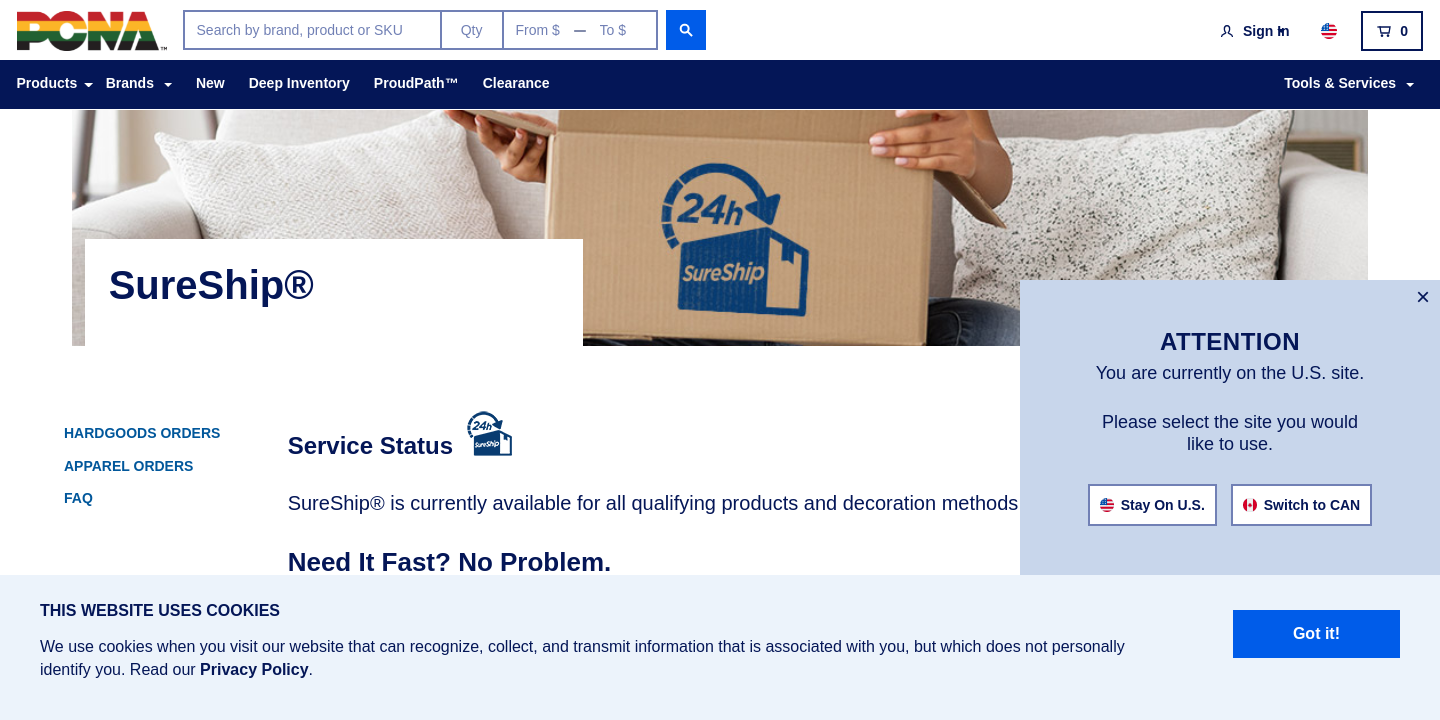 PCNA™
Search by brand, product or SKU
Qty
From $ — To $
Sign In
0
Products
Brands
New
Deep Inventory
ProudPath™
Clearance
Tools & Services
24h
SureShip
SureShip®
×
ATTENTION
You are currently on the U.S. site.
Please select the site you would
like to use.
Stay On U.S.
Switch to CAN
HARDGOODS ORDERS
APPAREL ORDERS
FAQ
Service Status
24h
SureShip
SureShip® is currently available for all qualifying products and decoration methods
Need It Fast? No Problem.
THIS WEBSITE USES COOKIES
We use cookies when you visit our website that can recognize, collect, and transmit information that is associated with you, but which does not personally
identify you. Read our Privacy Policy.
Got it!